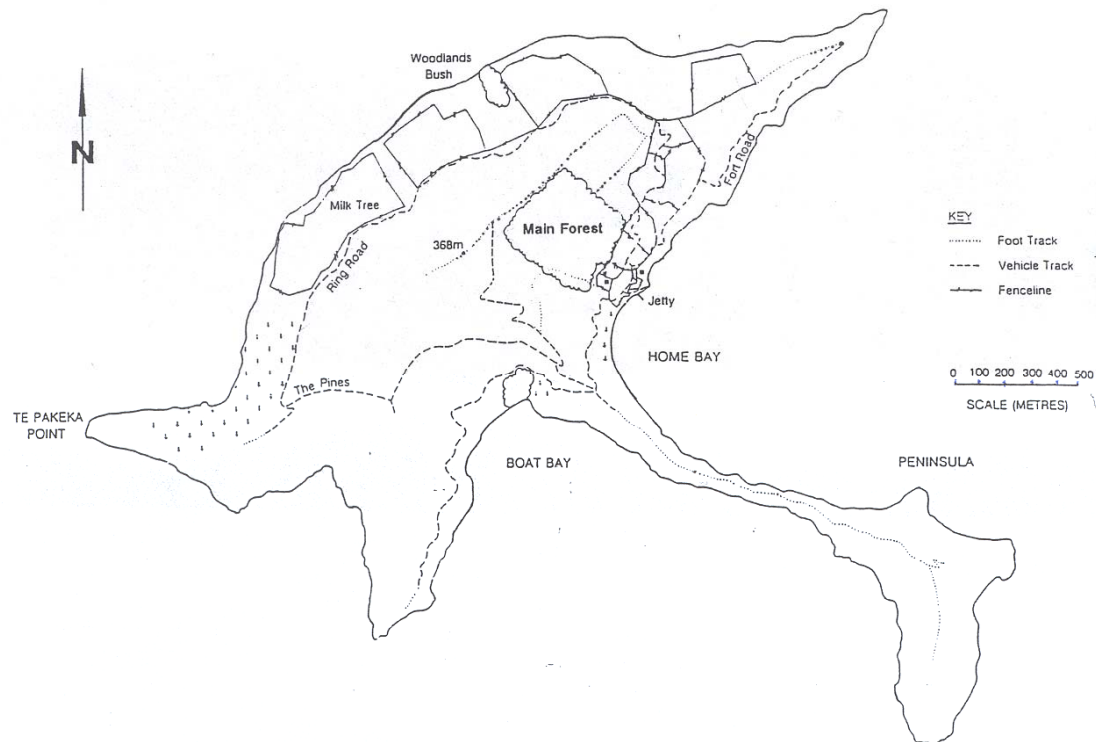 Woodlands
Bush
N
Milk Tree
Fort Road
368m
Main Forest
Ring Road
Jetty
HOME BAY
The Pines
TE PAKEKA
POINT
BOAT BAY
PENINSULA
KEY
Foot Track
Vehicle Track
Fenceline
0 100 200 300 400 500
SCALE (METRES)